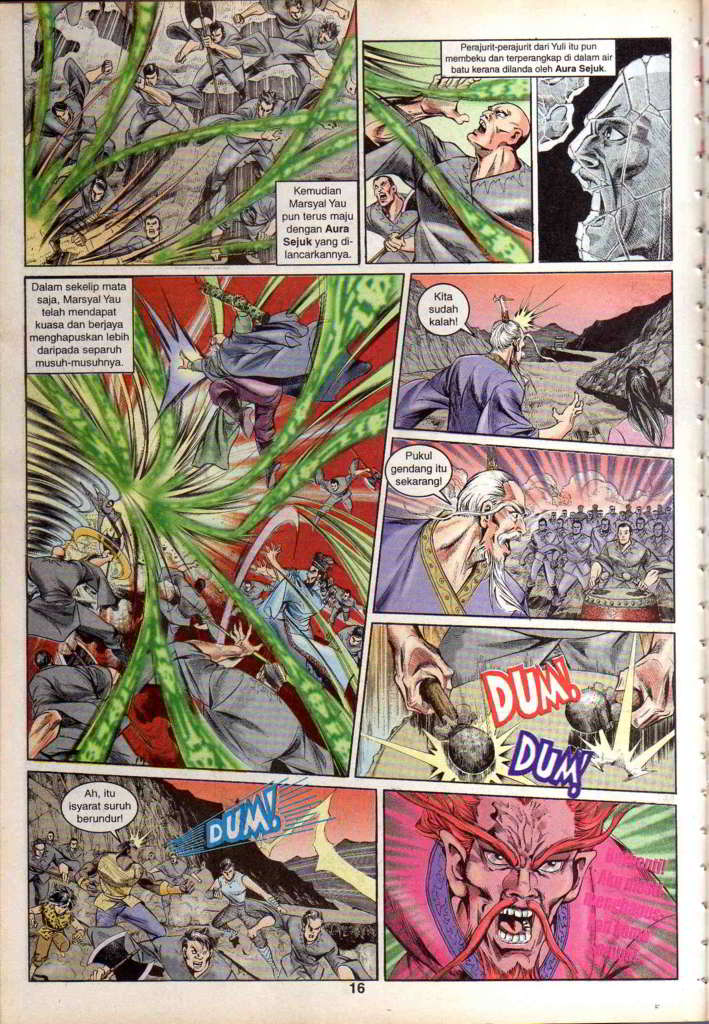 Kemudian
Marsyal Yau
pun terus maju
dengan Aura
Sejuk yang di-
lancarkannya.
Perajurit-perajurit dari Yuli itu pun
membeku dan terperangkap di dalam air
batu kerana dilanda oleh Aura Sejuk.
Dalam sekelip mata
saja, Marsyal Yau
telah mendapat
kuasa dan berjaya
menghapuskan lebih
daripada separuh
musuh-musuhnya.
Kita
sudah
kalah!
Pukul
gendang itu
sekarang!
DUM!
DUM!
Ah, itu
isyarat suruh
berundur!
DUM!
Berhenti!
Aku
16